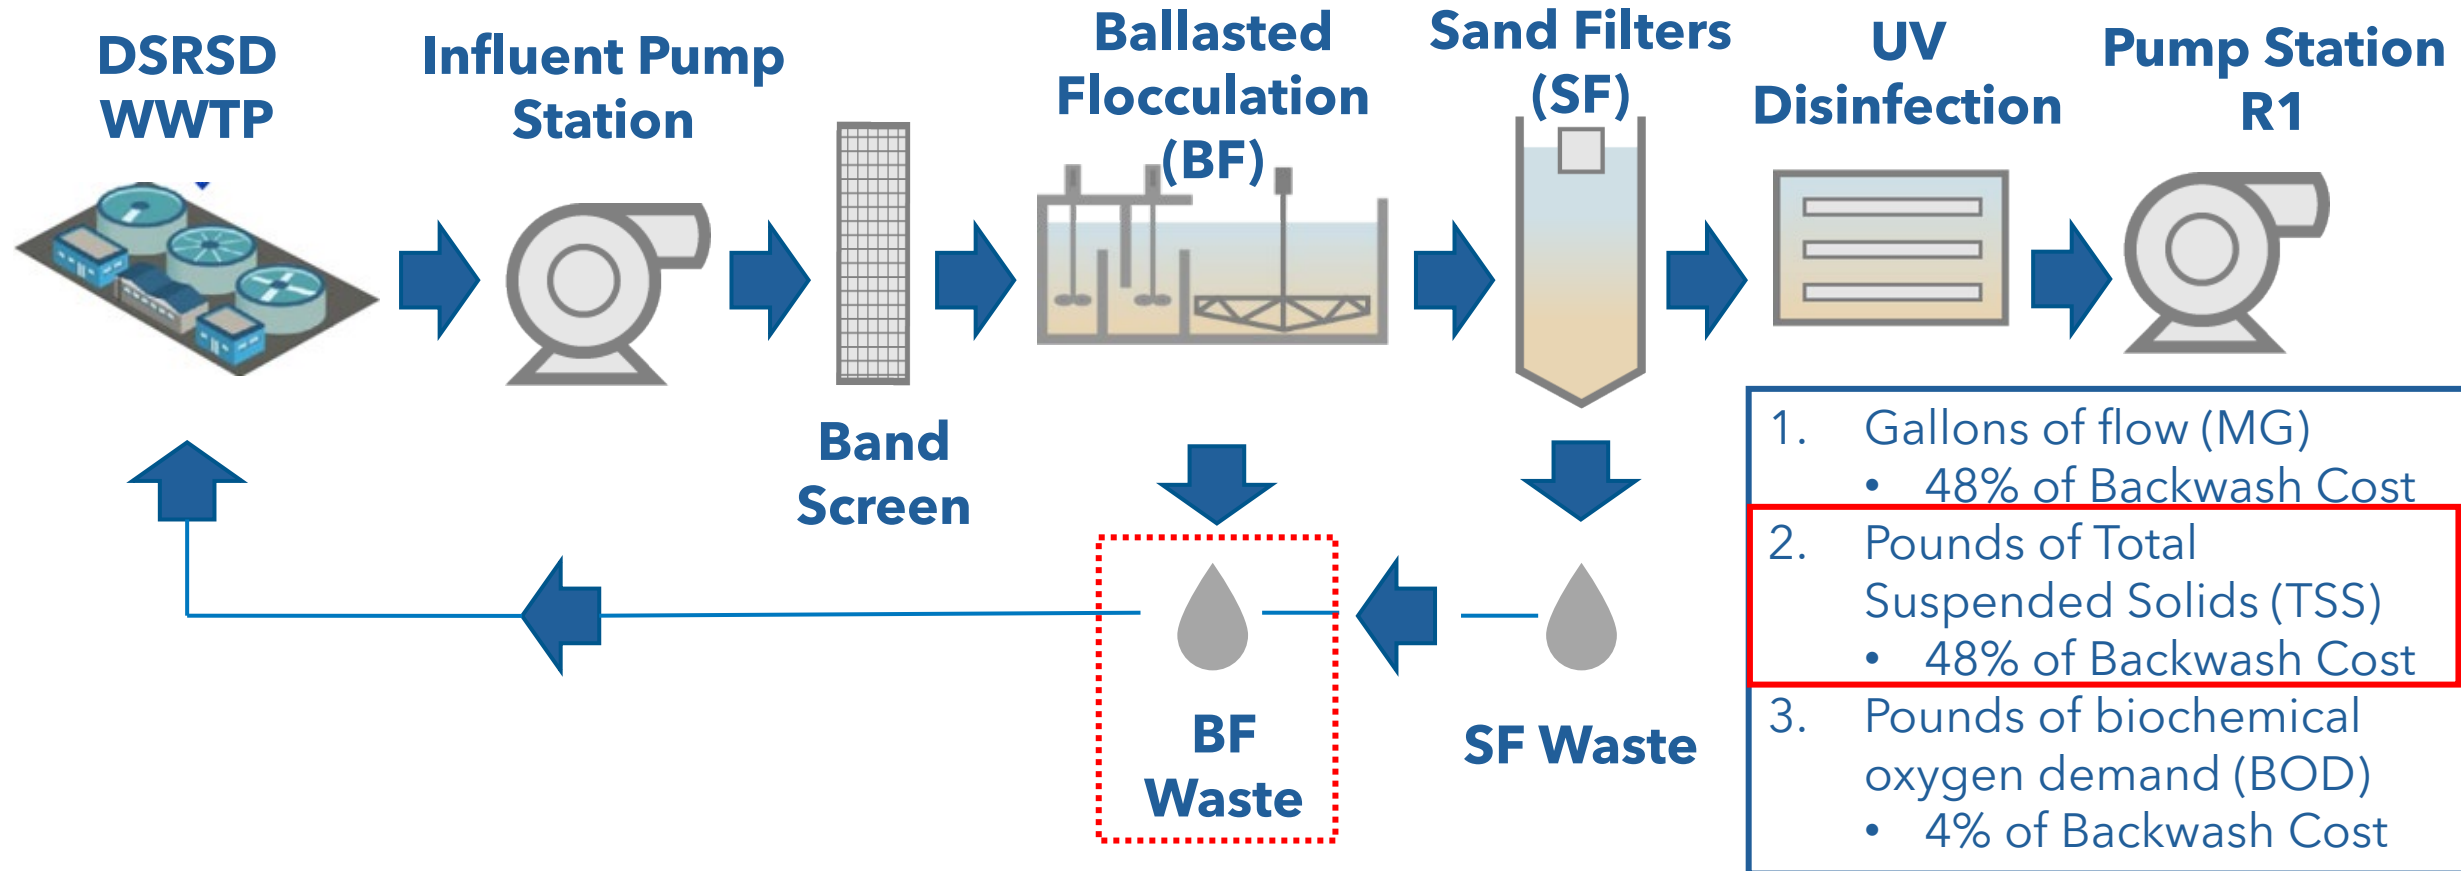 DSRSD
WWTP
Influent Pump
Station
Band
Screen
Ballasted
Flocculation
(BF)
Sand Filters
(SF)
UV
Disinfection
Pump Station
R1
BF
Waste
SF Waste
1. Gallons of flow (MG)
• 48% of Backwash Cost
2. Pounds of Total
Suspended Solids (TSS)
• 48% of Backwash Cost
3. Pounds of biochemical
oxygen demand (BOD)
• 4% of Backwash Cost